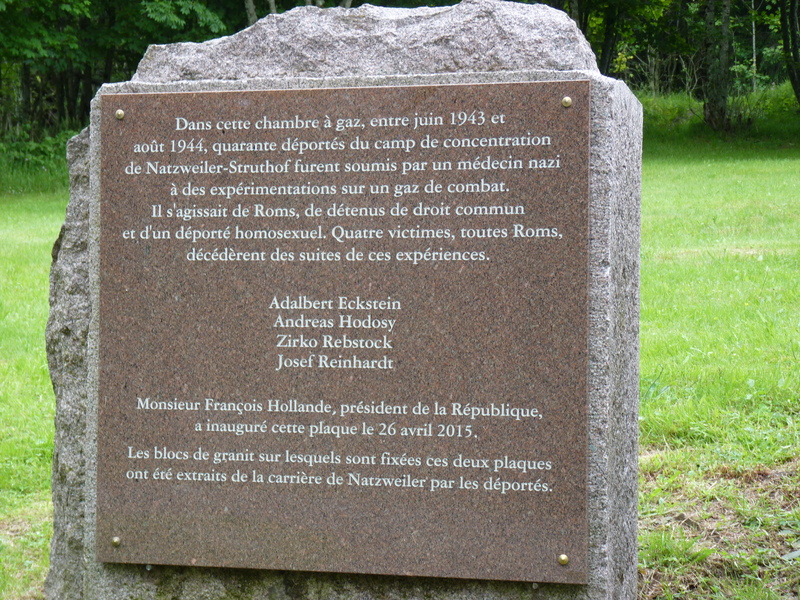 Dans cette chambre à gaz, entre juin 1943 et
août 1944, quarante déportés du camp de concentration
de Natzweiler-Struthof furent soumis par un médecin nazi
à des expérimentations sur un gaz de combat.
Il s'agissait de Roms, de détenus de droit commun
et d'un déporté homosexuel. Quatre victimes, toutes Roms,
décédèrent des suites de ces expériences.
Adalbert Eckstein
Andreas Hodosy
Zirko Rebstock
Josef Reinhardt
Monsieur François Hollande, président de la République,
a inauguré cette plaque le 26 avril 2015.
Les blocs de granit sur lesquels sont fixées ces deux plaques
ont été extraits de la carrière de Natzweiler par les déportés.